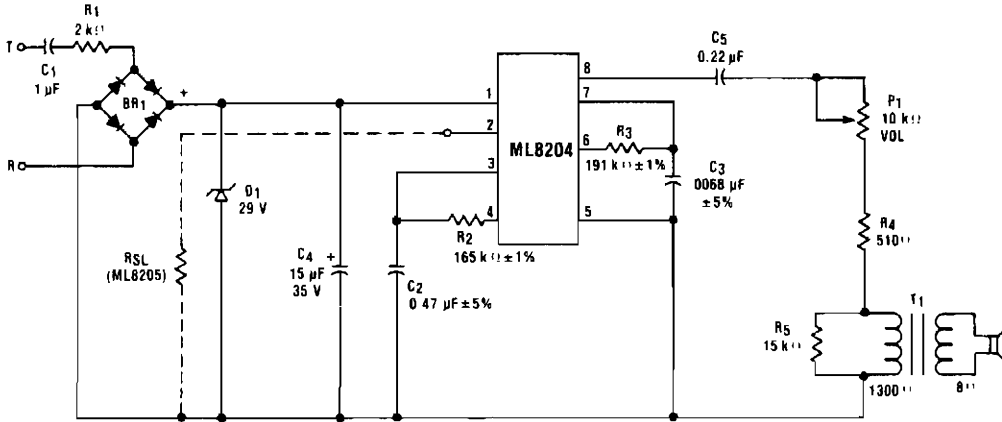 T
C1
1 μF
R1
2 kΩ
BR1
+
R
D1
29 V
RSL
(ML8205)
C4
+
15 μF
35 V
C2
0.47 μF ± 5%
R2
165 kΩ ± 1%
1
2
3
4
ML8204
8
7
6
5
R3
191 kΩ ± 1%
C3
.0068 μF
± 5%
C5
0.22 μF
P1
10 kΩ
VOL
R4
510Ω
R5
15 kΩ
T1
1300Ω
8Ω